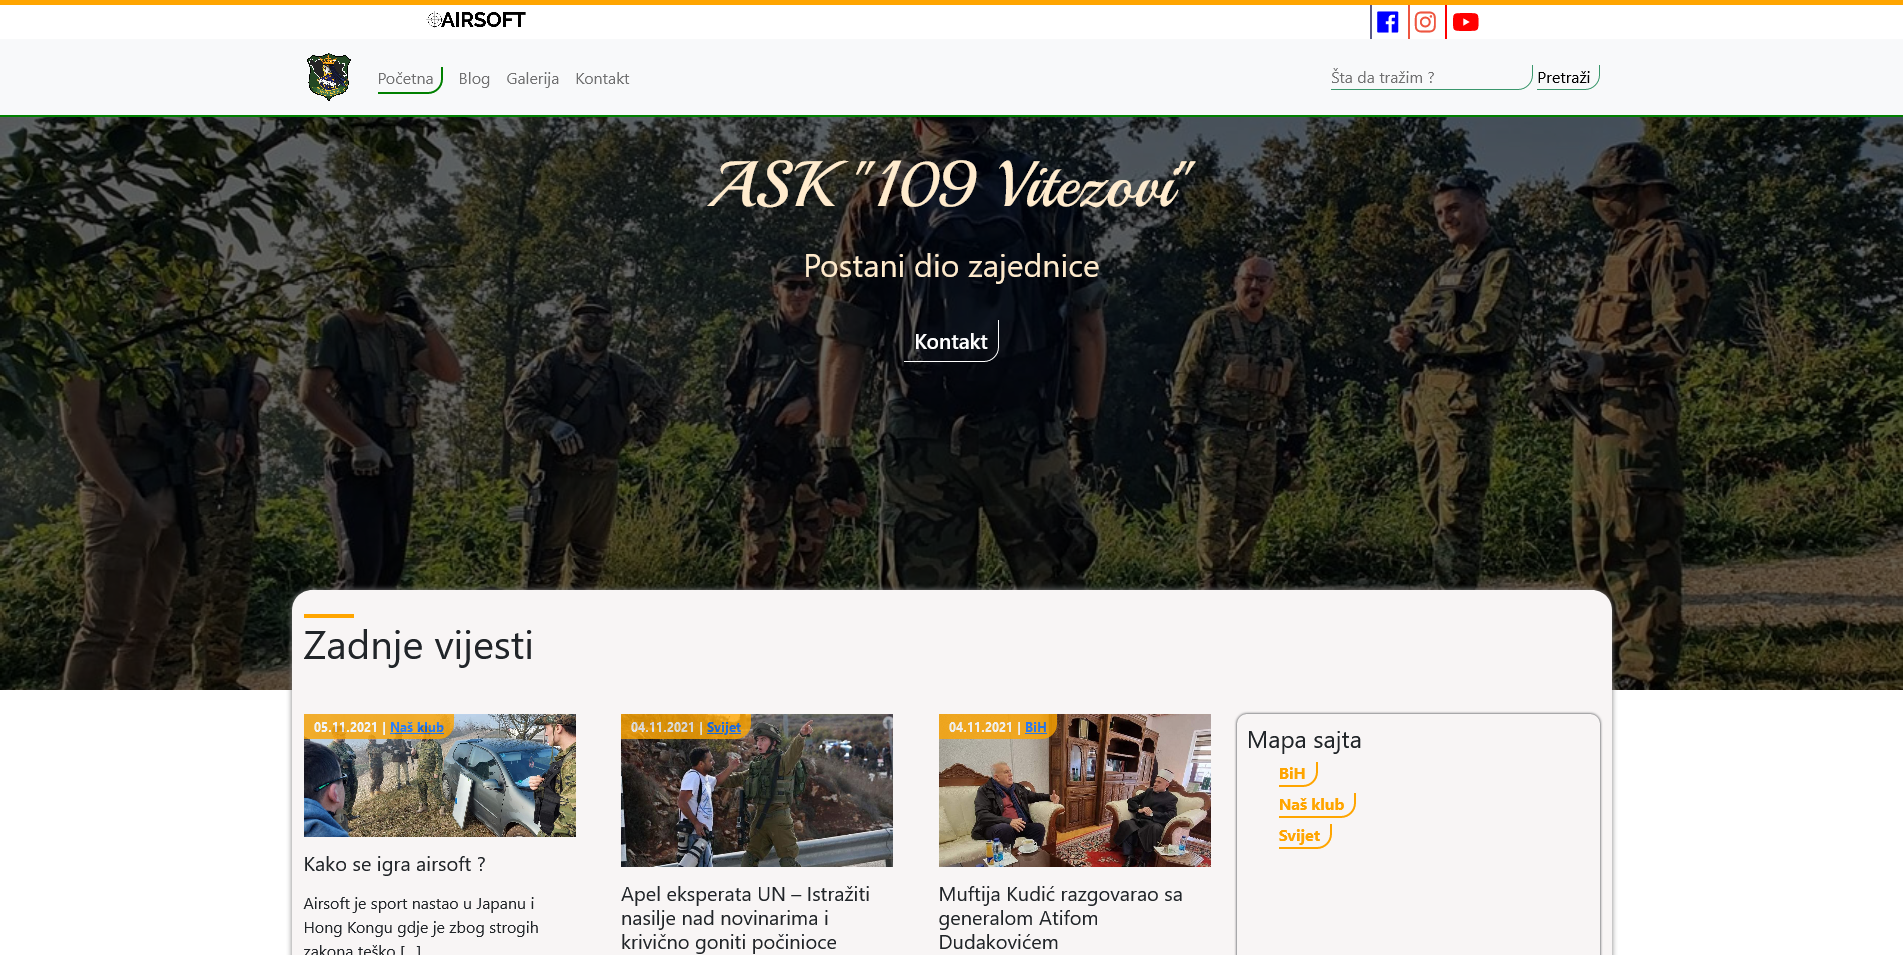 AIRSOFT
Početna Blog Galerija Kontakt
Šta da tražim ? Pretraži
ASK "109 Vitezovi"
Postani dio zajednice
Kontakt
Zadnje vijesti
05.11.2021 | Naš klub
Kako se igra airsoft ?
Airsoft je sport nastao u Japanu i
Hong Kongu gdje je zbog strogih
zakona teško [...]
04.11.2021 | Svijet
Apel eksperata UN – Istražiti
nasilje nad novinarima i
krivično goniti počinioce
04.11.2021 | BiH
Muftija Kudić razgovarao sa
generalom Atifom
Dudakovićem
Mapa sajta
BiH
Naš klub
Svijet